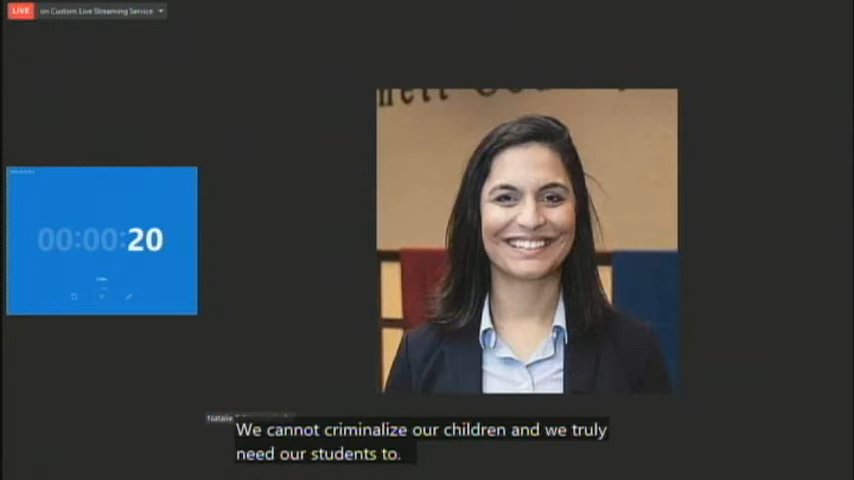 LIVE on Custom Live Streaming Service
00:00:20
Natalie
We cannot criminalize our children and we truly
need our students to.